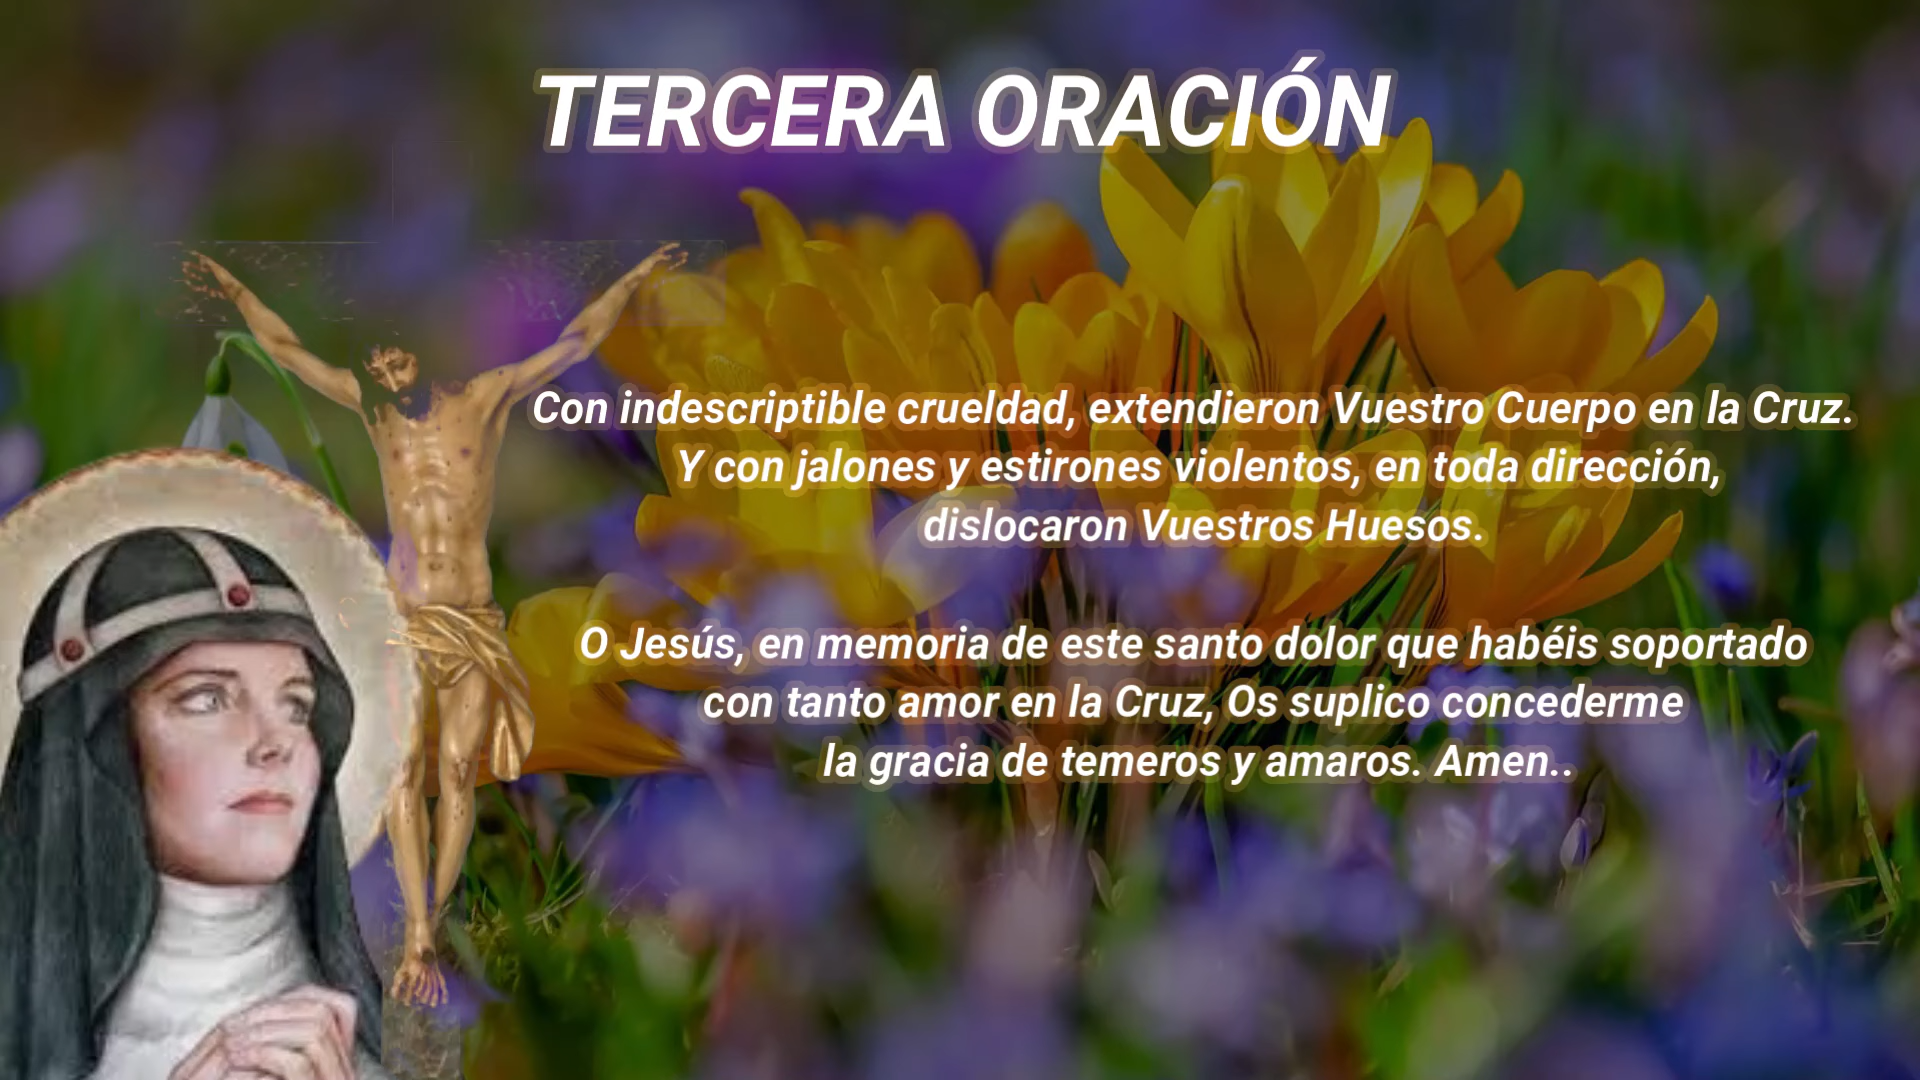 TERCERA ORACIÓN
Con indescriptible crueldad, extendieron Vuestro Cuerpo en la Cruz.
Y con jalones y estirones violentos, en toda dirección,
dislocaron Vuestros Huesos.
O Jesús, en memoria de este santo dolor que habéis soportado
con tanto amor en la Cruz, Os suplico concederme
la gracia de temeros y amaros. Amen..